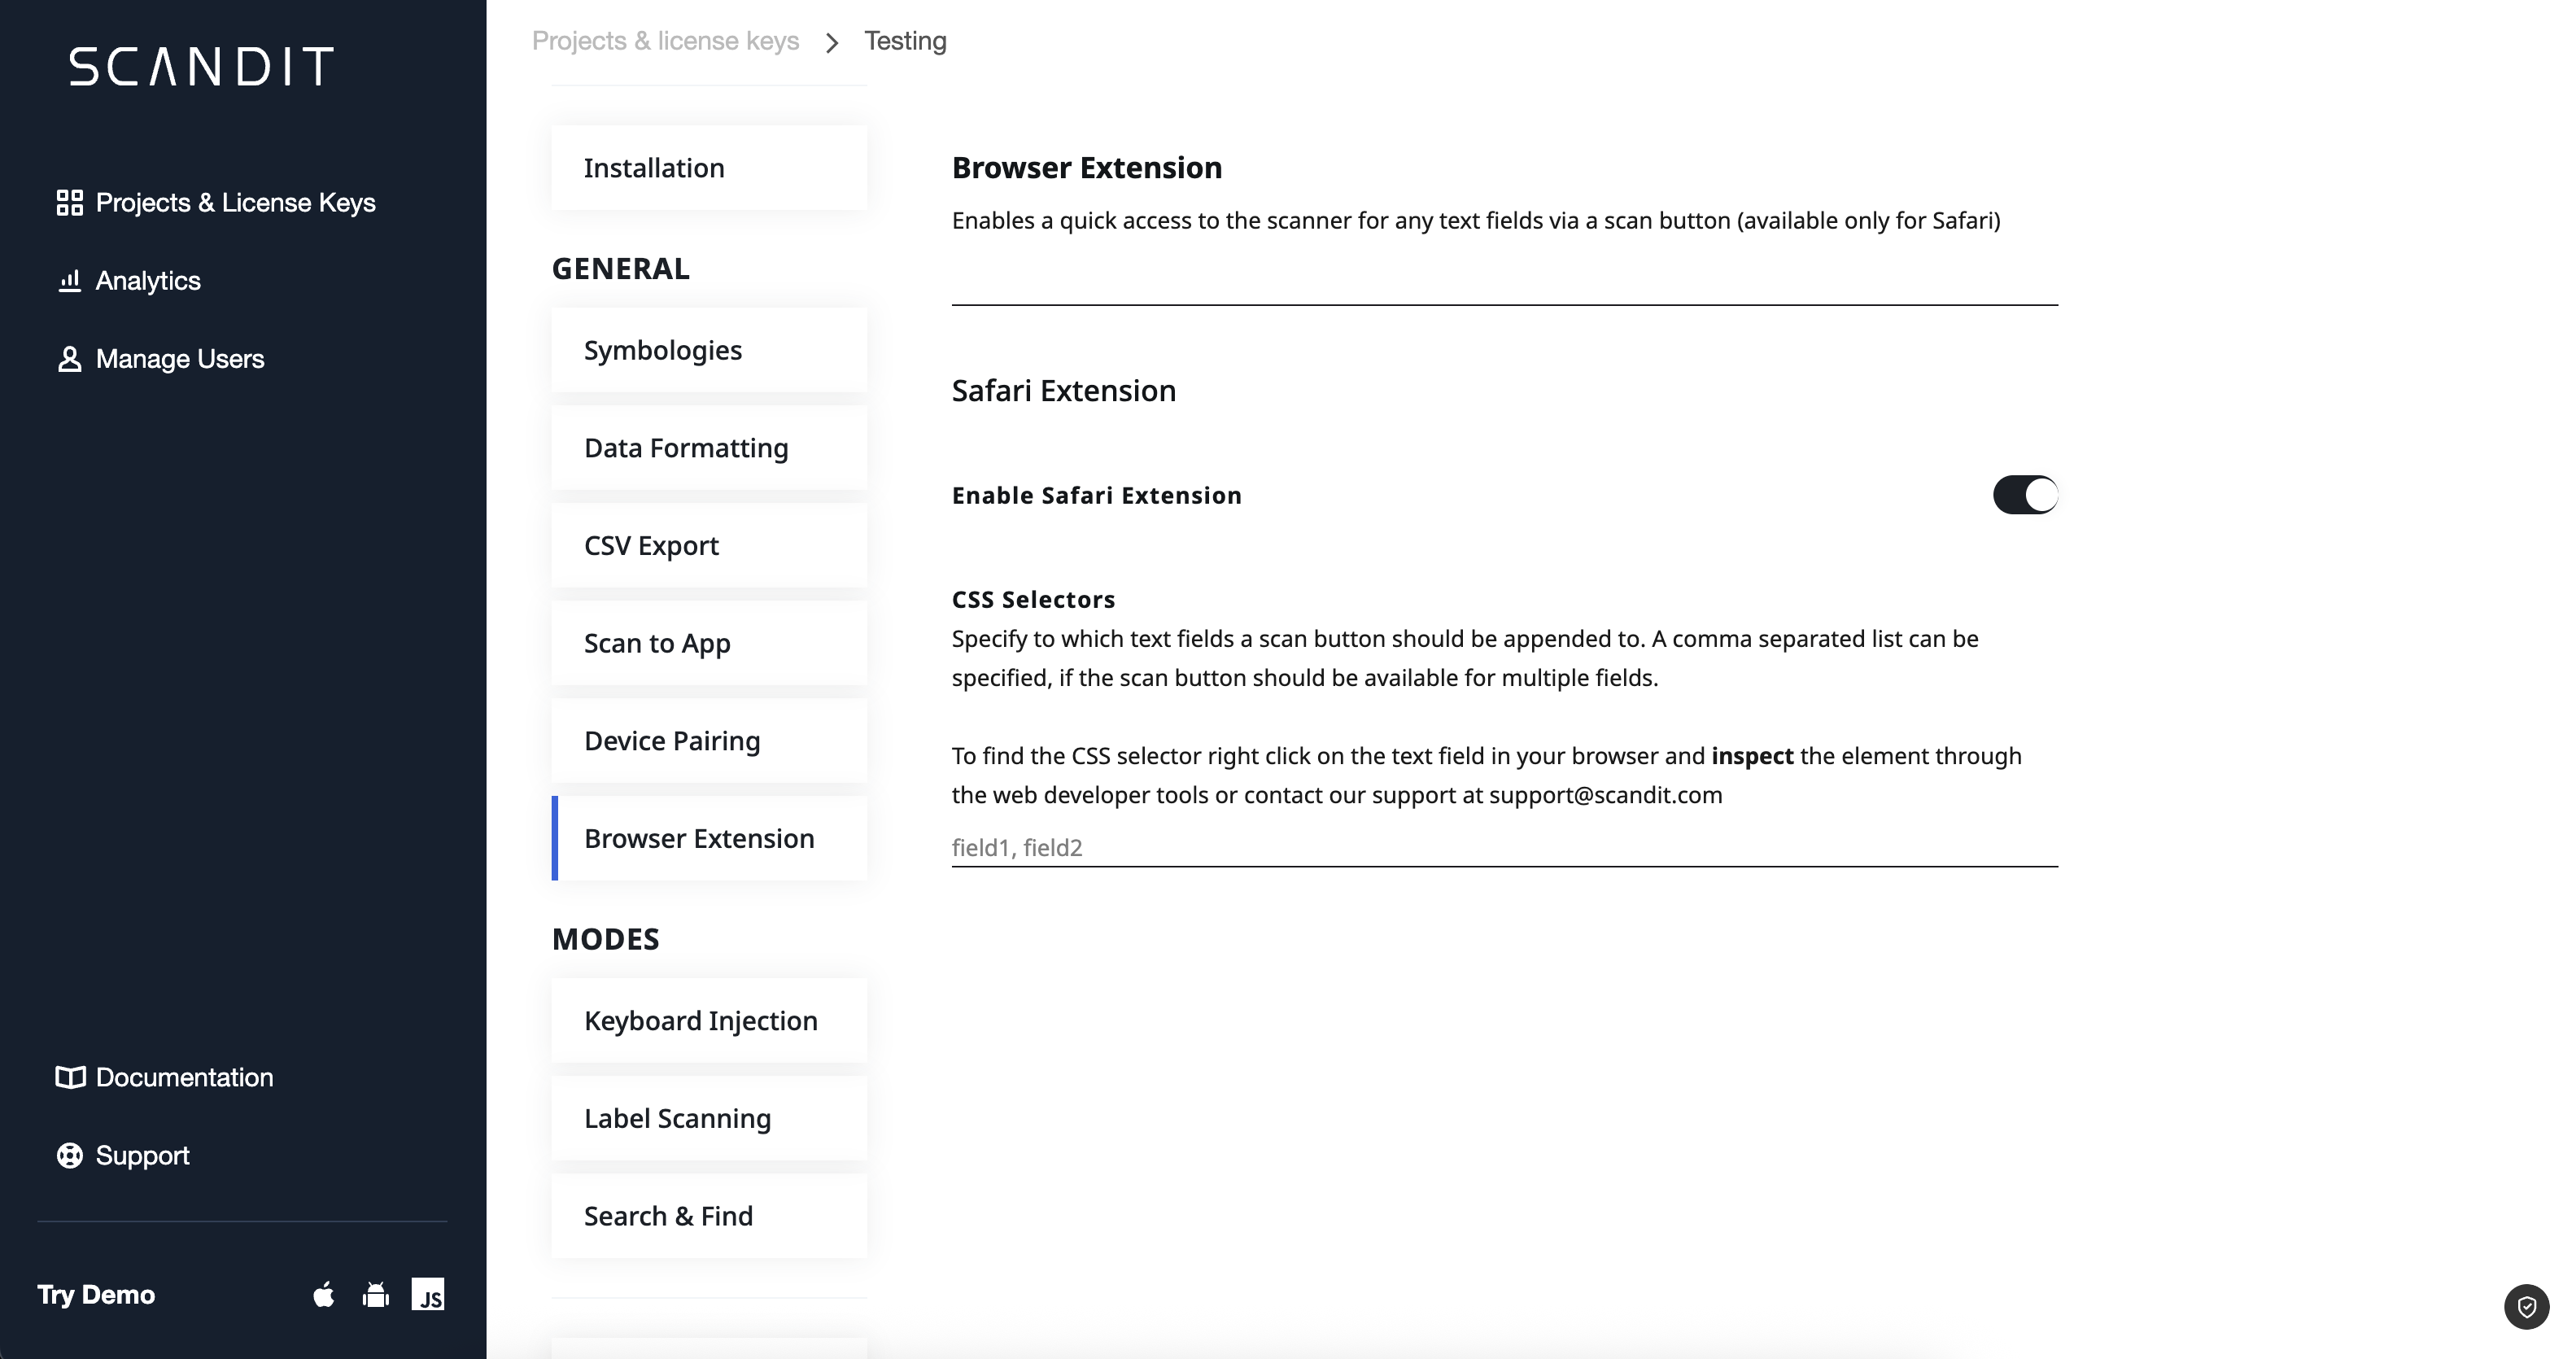 SCANDIT
Projects & License Keys
Analytics
Manage Users
Documentation
Support
Try Demo
JS
Projects & license keys > Testing
Installation
GENERAL
Symbologies
Data Formatting
CSV Export
Scan to App
Device Pairing
Browser Extension
MODES
Keyboard Injection
Label Scanning
Search & Find
Browser Extension
Enables a quick access to the scanner for any text fields via a scan button (available only for Safari)
Safari Extension
Enable Safari Extension
CSS Selectors
Specify to which text fields a scan button should be appended to. A comma separated list can be
specified, if the scan button should be available for multiple fields.
To find the CSS selector right click on the text field in your browser and inspect the element through
the web developer tools or contact our support at support@scandit.com
field1, field2